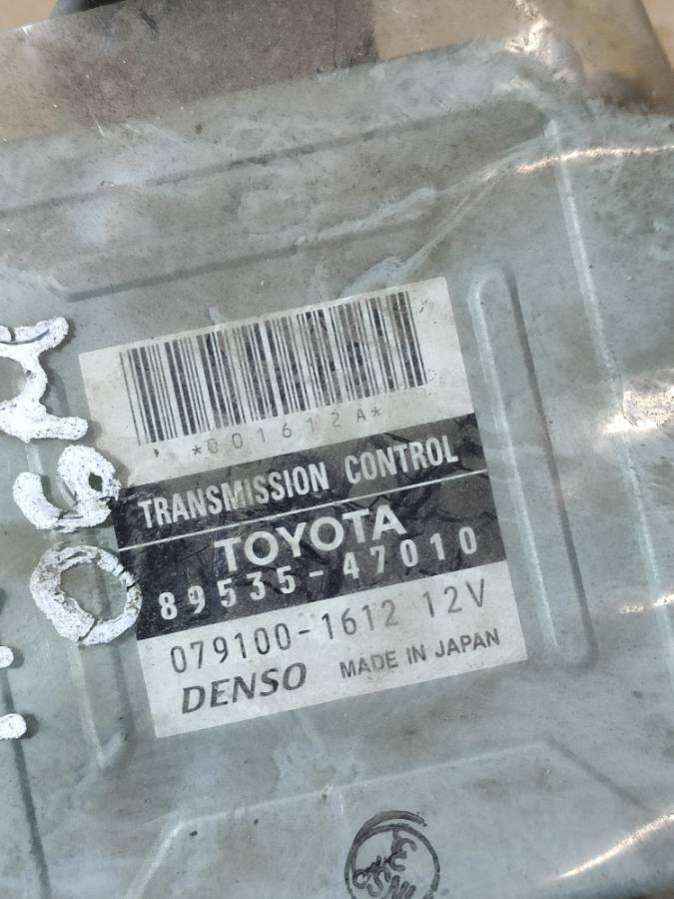 *001612A*
TRANSMISSION CONTROL
TOYOTA
89535-47010
079100-1612 12V
DENSO MADE IN JAPAN